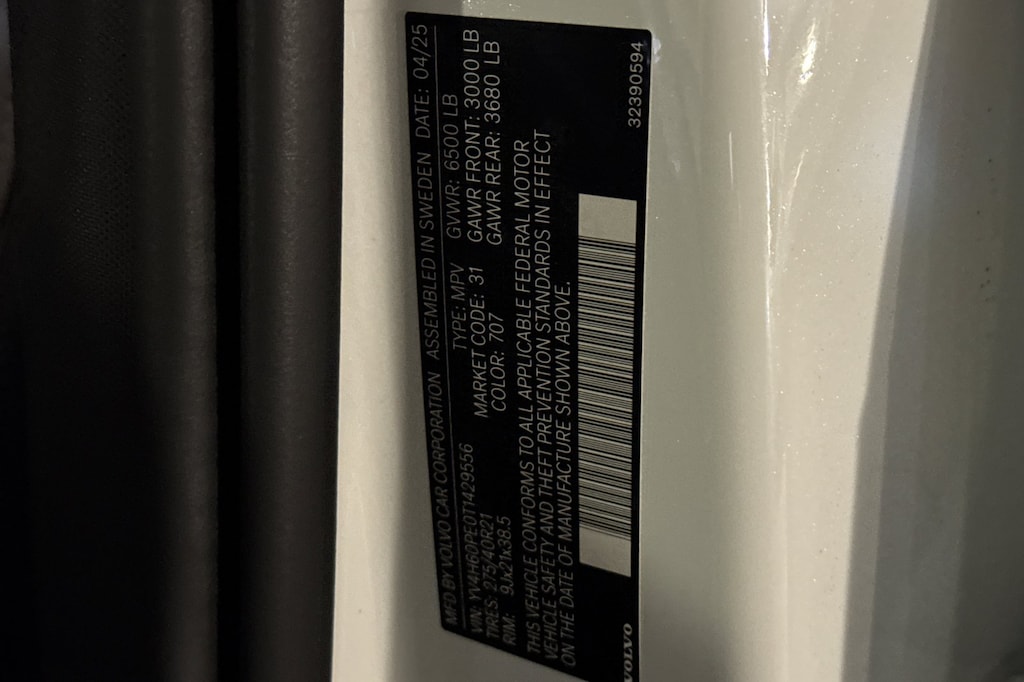 MFD BY VOLVO CAR CORPORATION ASSEMBLED IN SWEDEN DATE: 04/25
VIN: YV4H60PE0T1429556 TYPE: MPV GVWR: 6500 LB
TIRES: 275/40R21 MARKET CODE: 31 GAWR FRONT: 3000 LB
RIM: 9Jx21x38.5 COLOR: 707 GAWR REAR: 3680 LB
THIS VEHICLE CONFORMS TO ALL APPLICABLE FEDERAL MOTOR
VEHICLE SAFETY AND THEFT PREVENTION STANDARDS IN EFFECT
ON THE DATE OF MANUFACTURE SHOWN ABOVE.
VOLVO 32390594